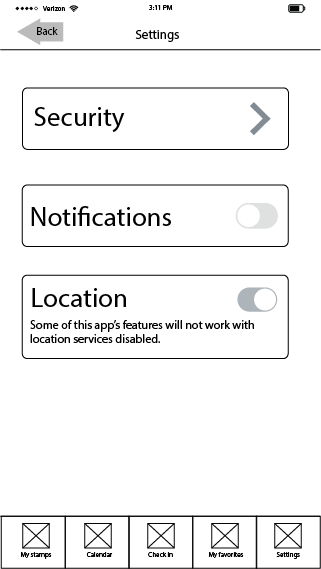 Verizon
3:11 PM
Back
Settings
Security
Notifications
Location
Some of this app's features will not work with
location services disabled.
My stamps
Calendar
Check in
My favorites
Settings